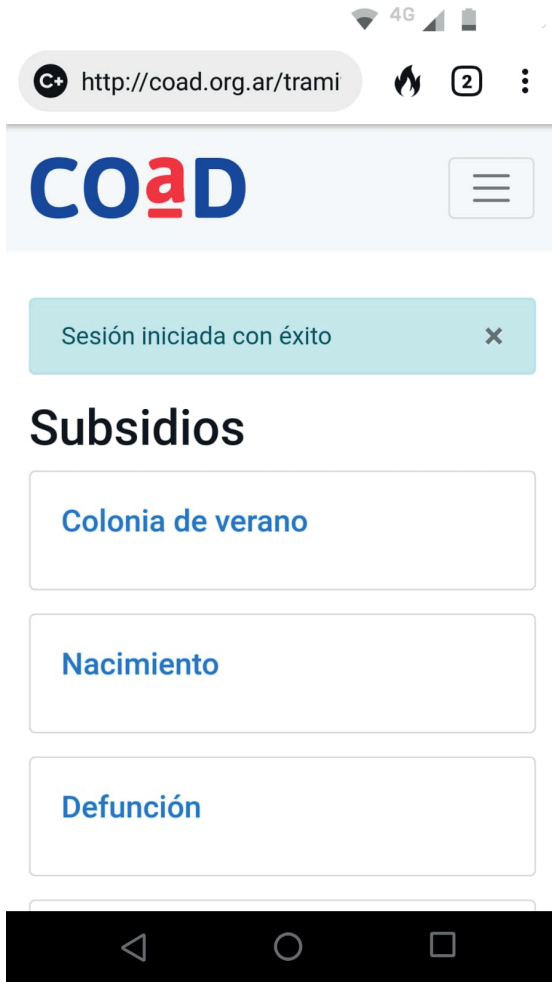 4G
C+ http://coad.org.ar/trami 2
COaD
Sesión iniciada con éxito ×
Subsidios
Colonia de verano
Nacimiento
Defunción